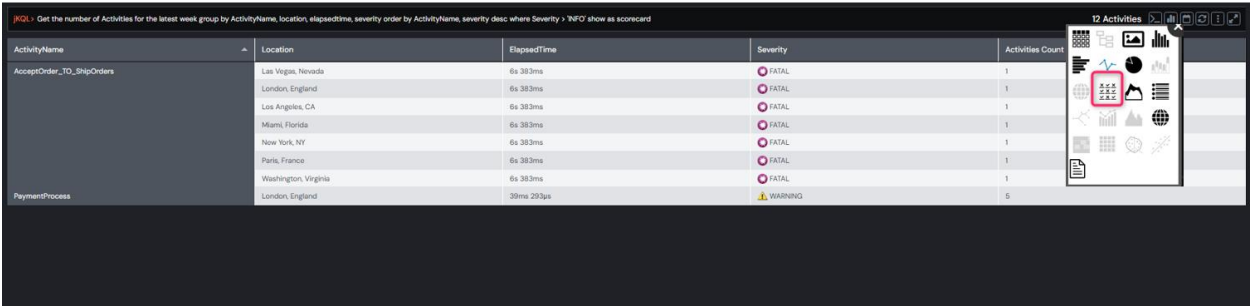 jKQL> Get the number of Activities for the latest week group by ActivityName, location, elapsedtime, severity order by ActivityName, severity desc where Severity > 'INFO' show as scorecard 12 Activities
ActivityName Location ElapsedTime Severity Activities Count
AcceptOrder_TO_ShipOrders Las Vegas, Nevada 6s 383ms FATAL 1
London, England 6s 383ms FATAL 1
Los Angeles, CA 6s 383ms FATAL 1
Miami, Florida 6s 383ms FATAL 1
New York, NY 6s 383ms FATAL 1
Paris, France 6s 383ms FATAL 1
Washington, Virginia 6s 383ms FATAL 1
PaymentProcess London, England 39ms 293µs WARNING 5